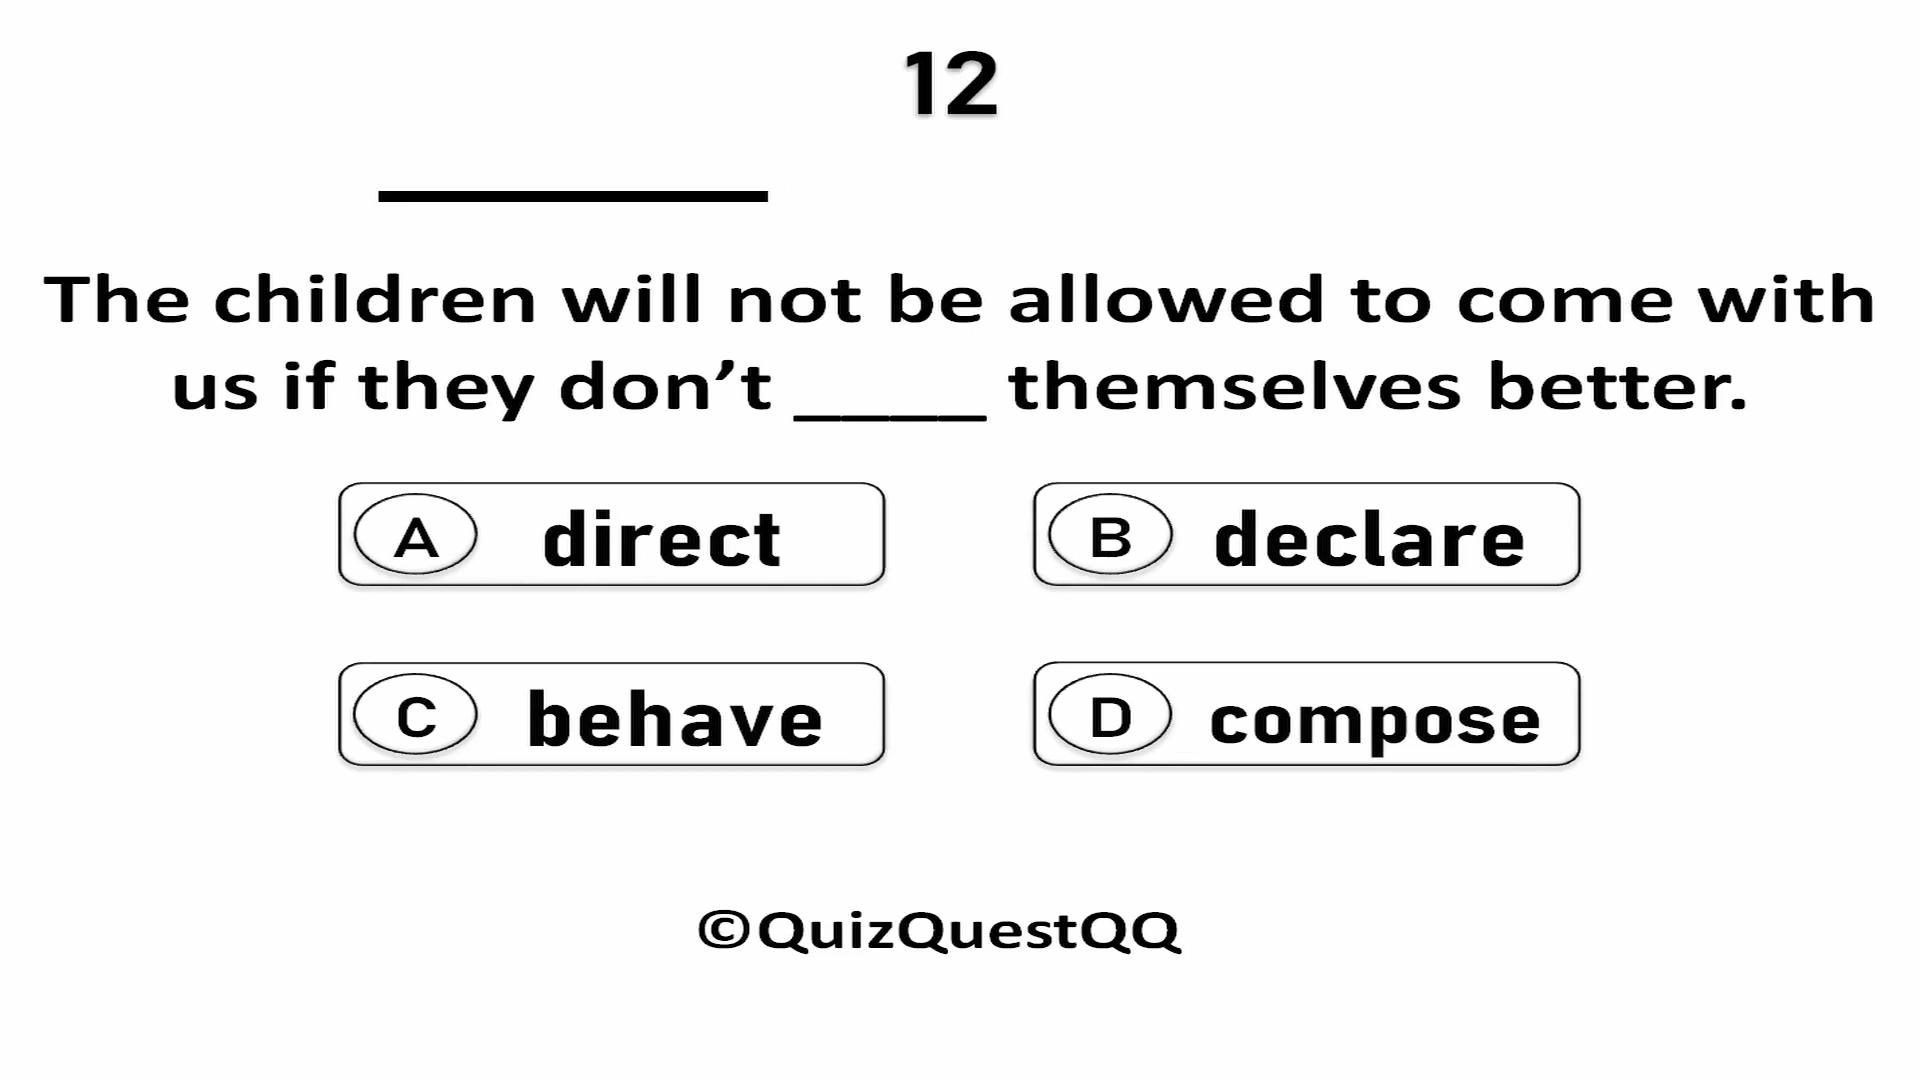 12
The children will not be allowed to come with
us if they don’t ____ themselves better.
A direct
B declare
C behave
D compose
©QuizQuestQQ